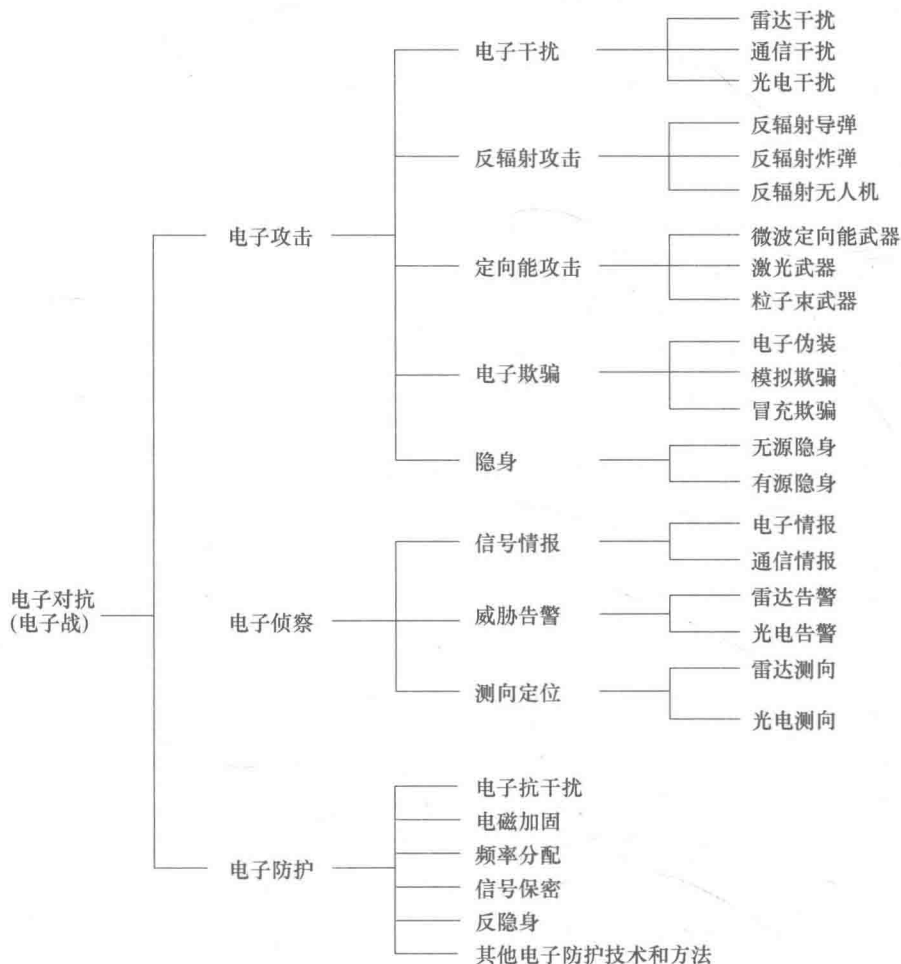 电子对抗
(电子战)
电子攻击
电子干扰
雷达干扰
通信干扰
光电干扰
反辐射攻击
反辐射导弹
反辐射炸弹
反辐射无人机
定向能攻击
微波定向能武器
激光武器
粒子束武器
电子欺骗
电子伪装
模拟欺骗
冒充欺骗
隐身
无源隐身
有源隐身
电子侦察
信号情报
电子情报
通信情报
威胁告警
雷达告警
光电告警
测向定位
雷达测向
光电测向
电子防护
电子抗干扰
电磁加固
频率分配
信号保密
反隐身
其他电子防护技术和方法